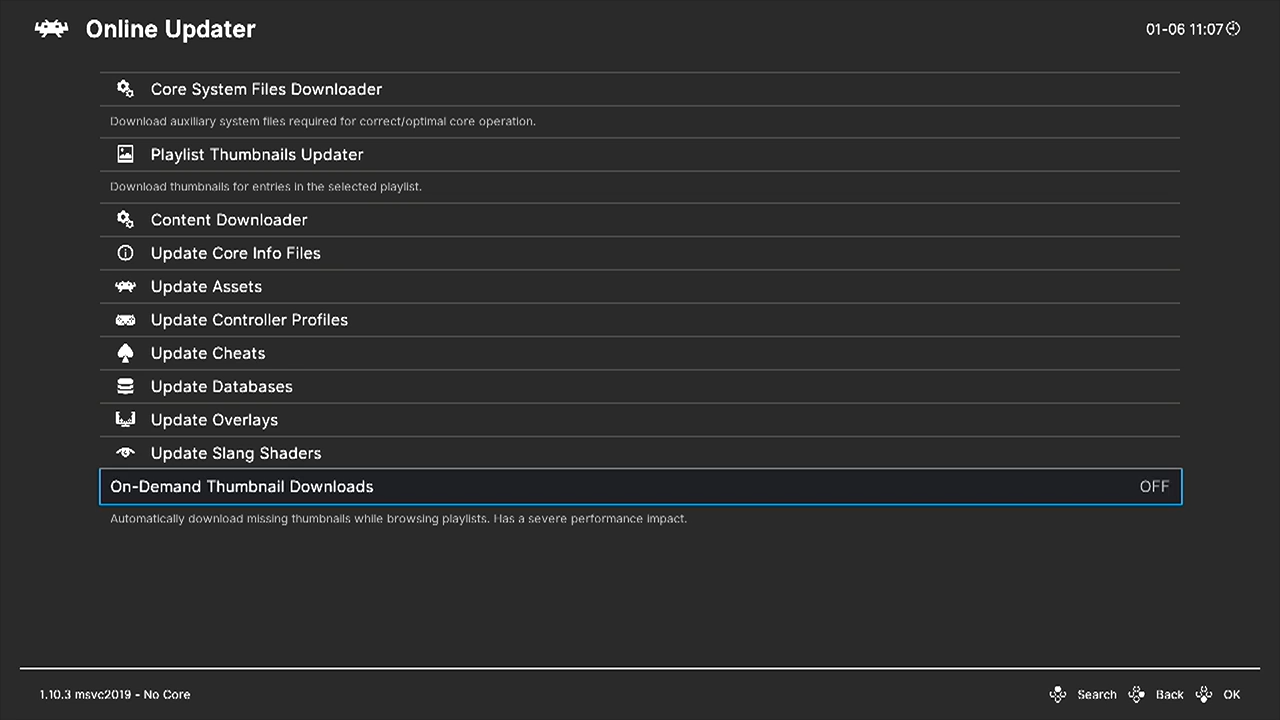 Online Updater
01-06 11:07
Core System Files Downloader
Download auxiliary system files required for correct/optimal core operation.
Playlist Thumbnails Updater
Download thumbnails for entries in the selected playlist.
Content Downloader
Update Core Info Files
Update Assets
Update Controller Profiles
Update Cheats
Update Databases
Update Overlays
Update Slang Shaders
On-Demand Thumbnail Downloads OFF
Automatically download missing thumbnails while browsing playlists. Has a severe performance impact.
1.10.3 msvc2019 - No Core
Search Back OK